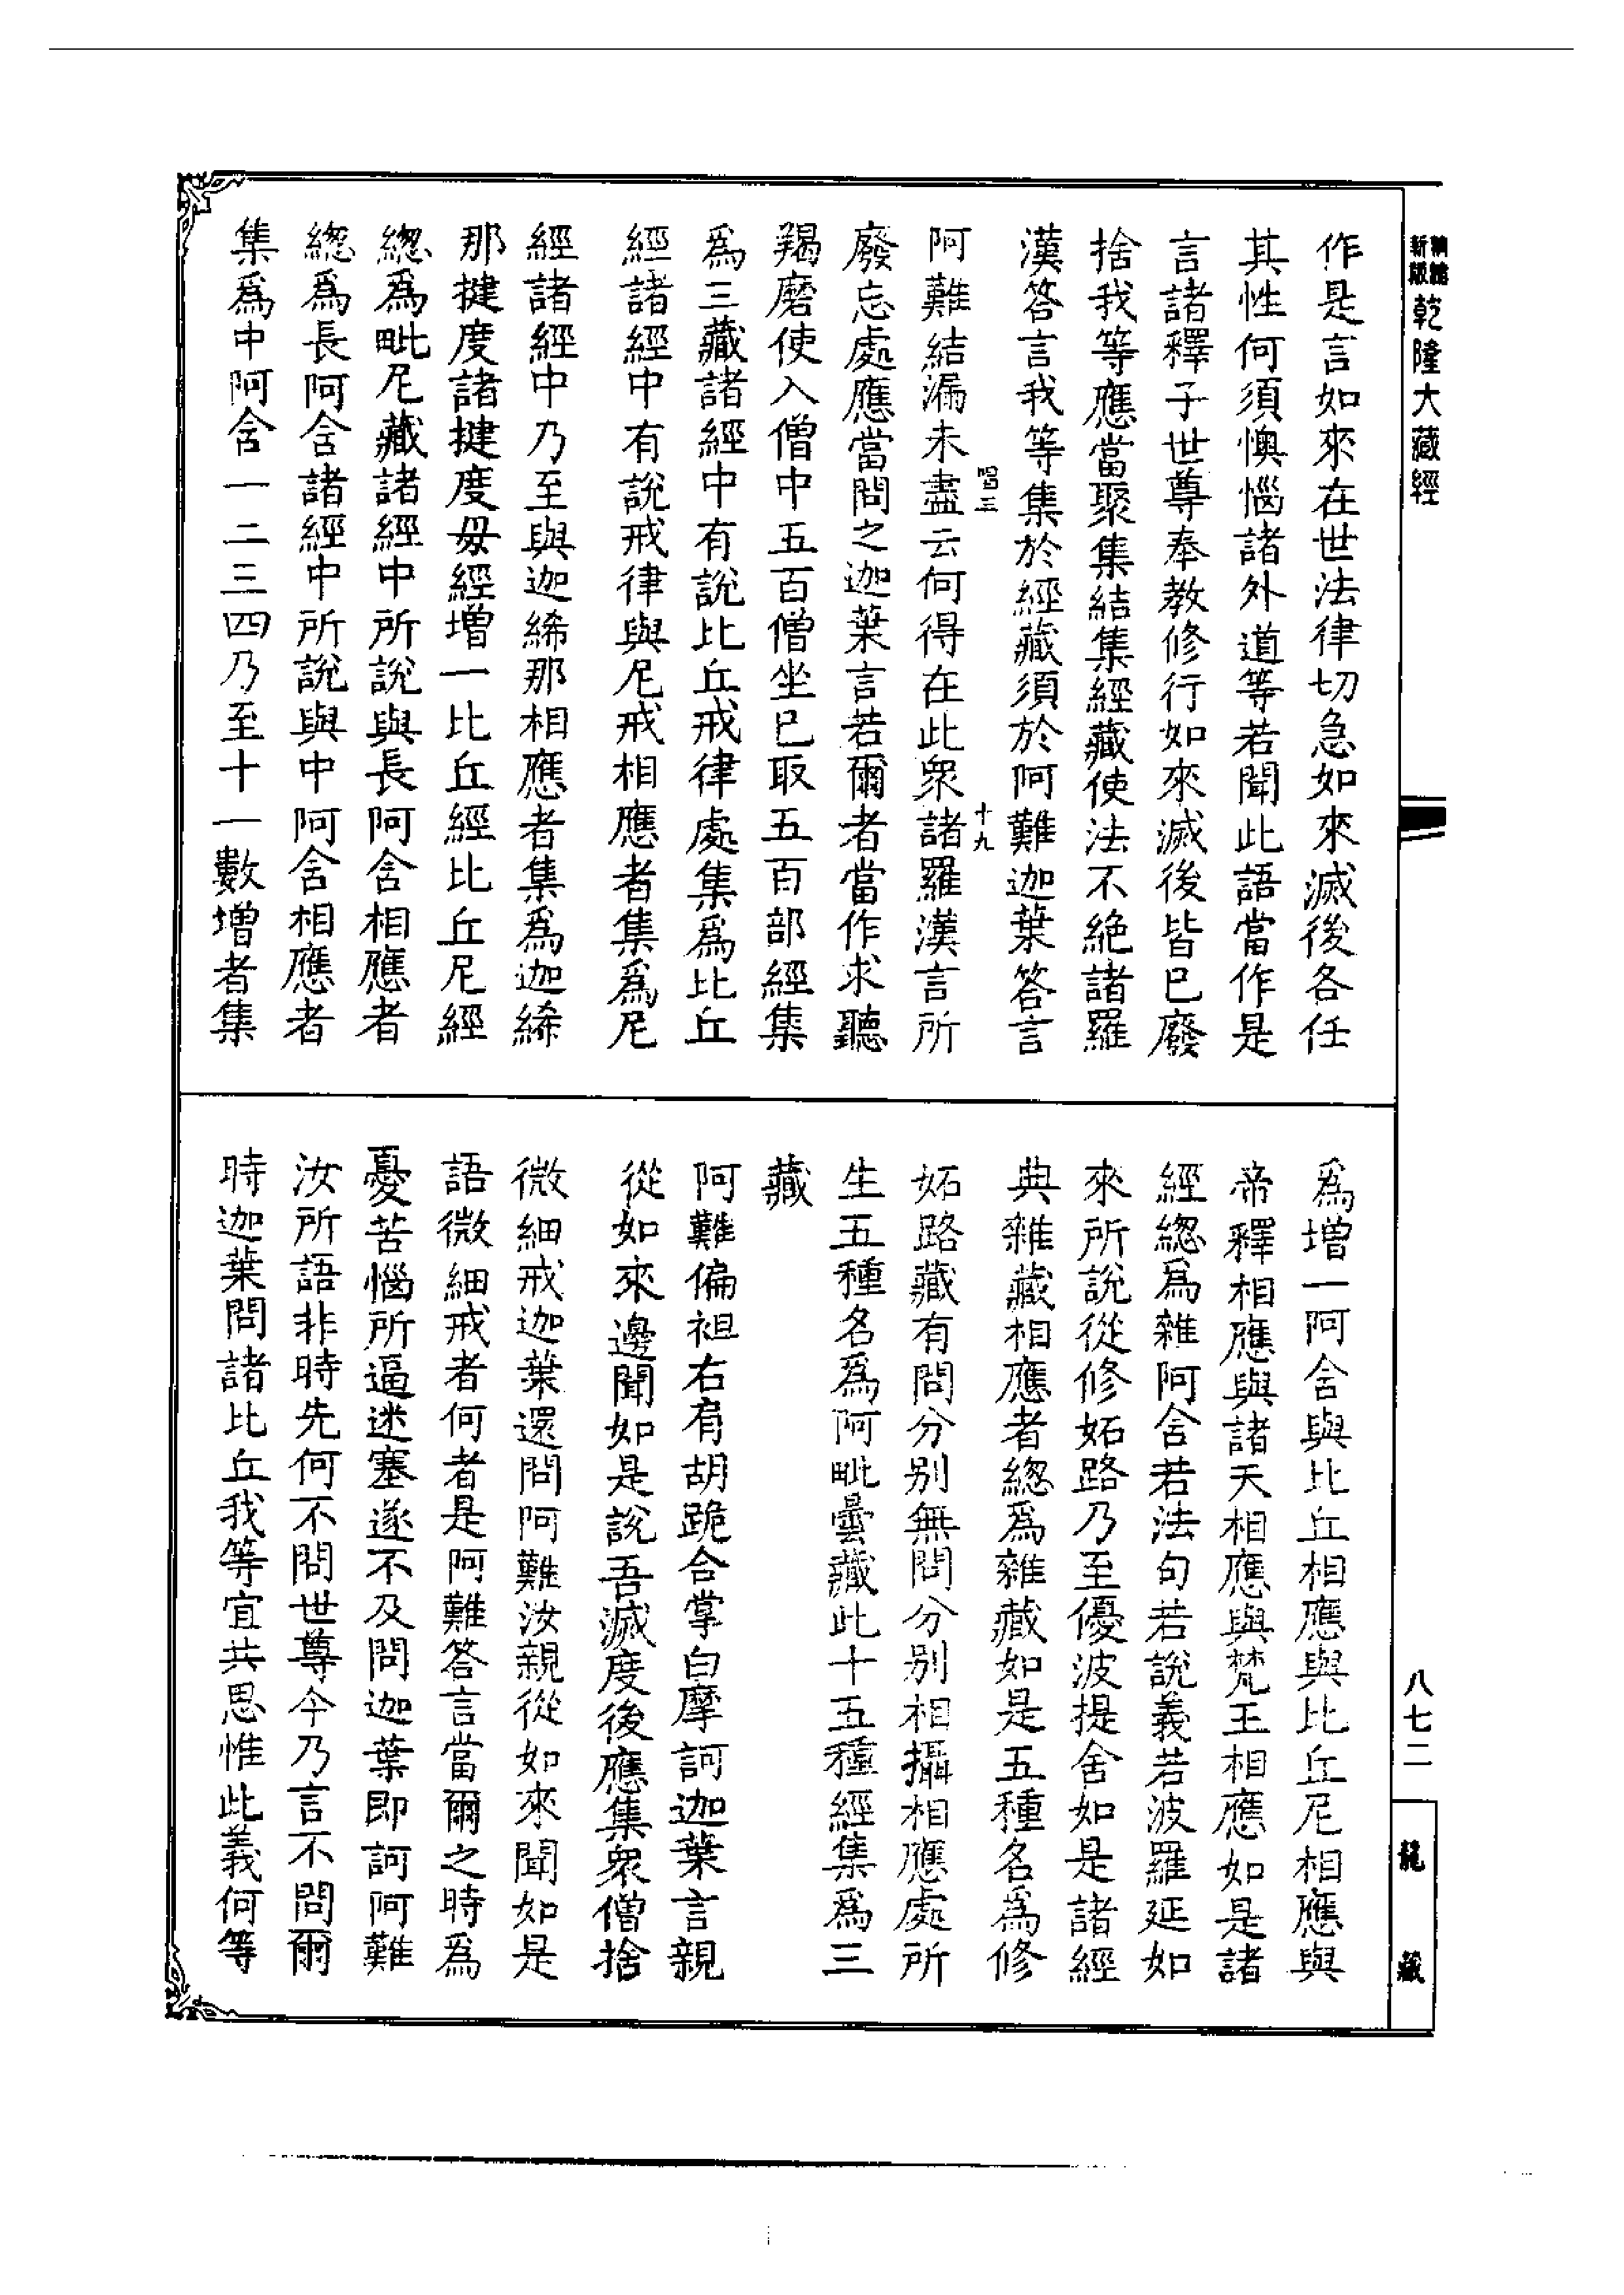 精繕
新版
乾隆大藏經
作是言如來在世法律切急如來滅後各任
其性何須懊惱諸外道等若聞此語當作是
言諸釋子世尊奉教修行如來滅後皆已廢
捨我等應當聚集結集經藏使法不絶諸羅
漢答言我等集於經藏須於阿難迦葉答言
唱三
十九
阿難結漏未盡云何得在此衆諸羅漢言所
廢忘處應當問之迦葉言若爾者當作求聽
羯磨使入僧中五百僧坐已取五百部經集
爲三藏諸經中有說比丘戒律處集爲比丘
經諸經中有說戒律與尼戒相應者集爲尼
經諸經中乃至與迦絺那相應者集爲迦絺
那揵度諸揵度毋經增一比丘經比丘尼經
總爲毗尼藏諸經中所說與長阿含相應者
總爲長阿含諸經中所說與中阿含相應者
集爲中阿含一二三四乃至十一數增者集
爲增一阿含與比丘相應與比丘尼相應與
帝釋相應與諸天相應與梵王相應如是諸
經總爲雜阿含若法句若說義若波羅延如
來所說從修妬路乃至優波提舍如是諸經
典雜藏相應者總爲雜藏如是五種名爲修
妬路藏有問分別無問分別相攝相應處所
生五種名爲阿毗曇藏此十五種經集爲三
藏
阿難偏袒右肩胡跪合掌白摩訶迦葉言親
從如來邊聞如是說吾滅度後應集衆僧捨
微細戒迦葉還問阿難汝親從如來聞如是
語微細戒者何者是阿難答言當爾之時爲
憂苦惱所逼迷塞遂不及問迦葉即訶阿難
汝所語非時先何不問世尊今乃言不問爾
時迦葉問諸比丘我等宜共思惟此義何等
八七二
龍藏